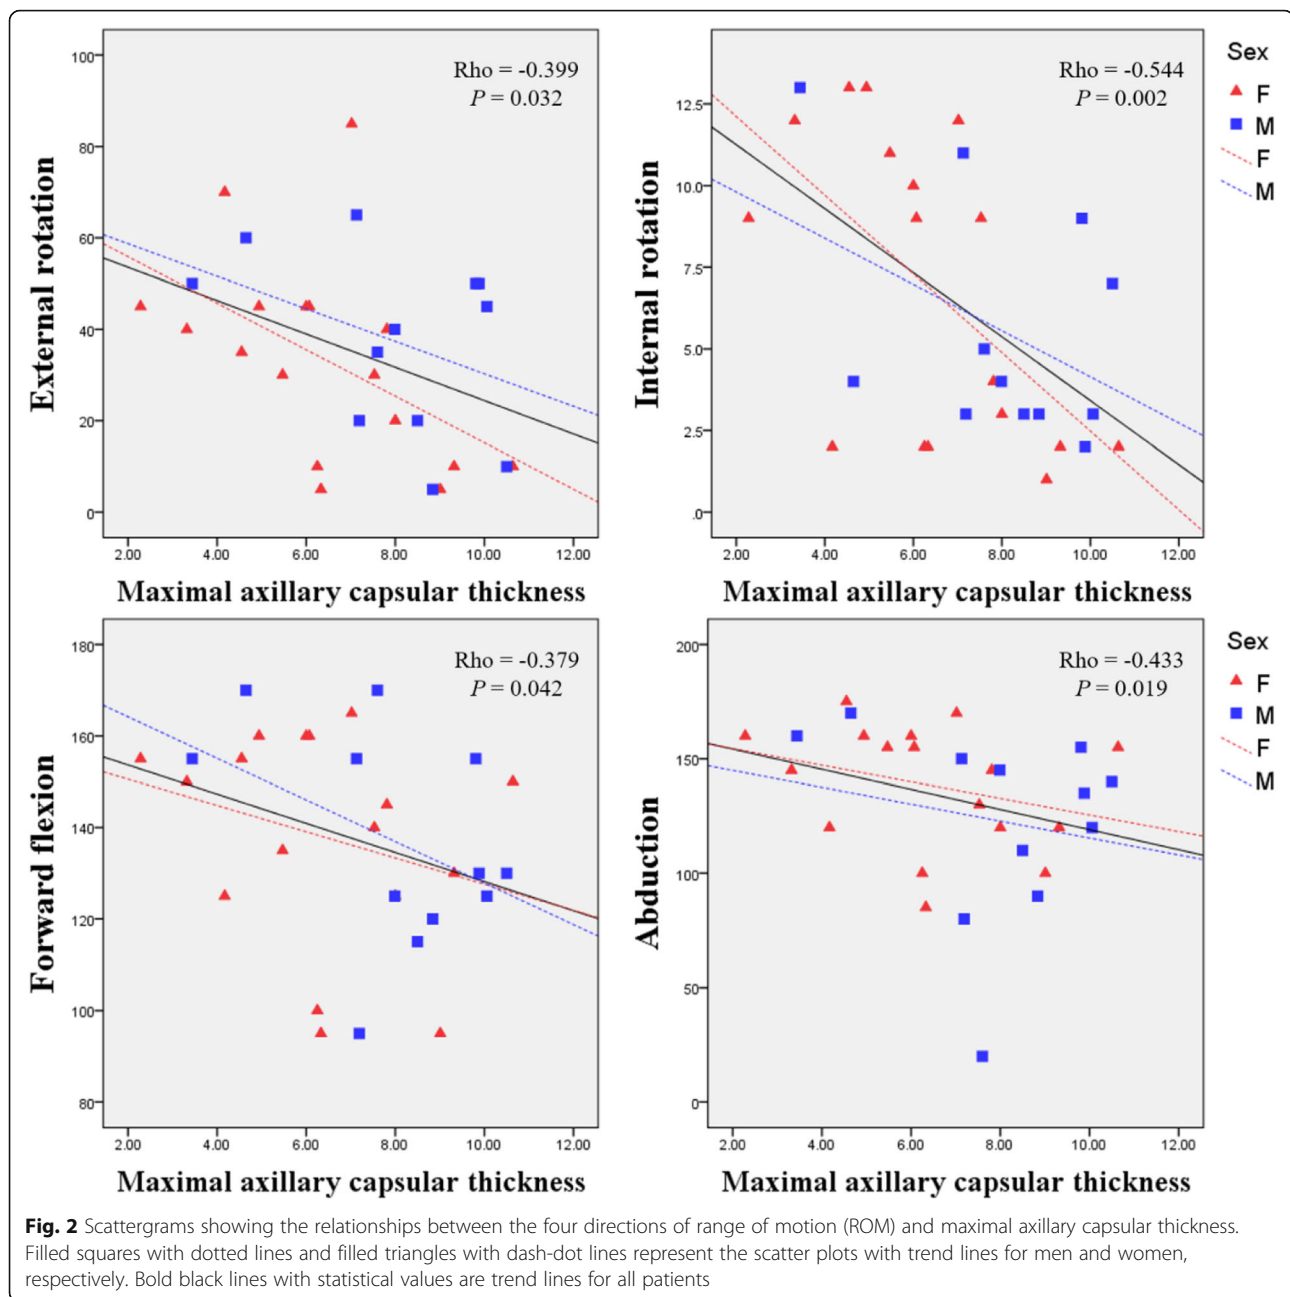 Rho = -0.399
P = 0.032
100
80
60
40
20
0
External rotation
2.00 4.00 6.00 8.00 10.00 12.00
Maximal axillary capsular thickness
Rho = -0.544
P = 0.002
12.5
10.0
7.5
5.0
2.5
.0
Internal rotation
2.00 4.00 6.00 8.00 10.00 12.00
Maximal axillary capsular thickness
Sex
F
M
F
M
Rho = -0.379
P = 0.042
180
160
140
120
100
80
Forward flexion
2.00 4.00 6.00 8.00 10.00 12.00
Maximal axillary capsular thickness
Rho = -0.433
P = 0.019
200
150
100
50
0
Abduction
2.00 4.00 6.00 8.00 10.00 12.00
Maximal axillary capsular thickness
Sex
F
M
F
M
Fig. 2 Scattergrams showing the relationships between the four directions of range of motion (ROM) and maximal axillary capsular thickness.
Filled squares with dotted lines and filled triangles with dash-dot lines represent the scatter plots with trend lines for men and women,
respectively. Bold black lines with statistical values are trend lines for all patients